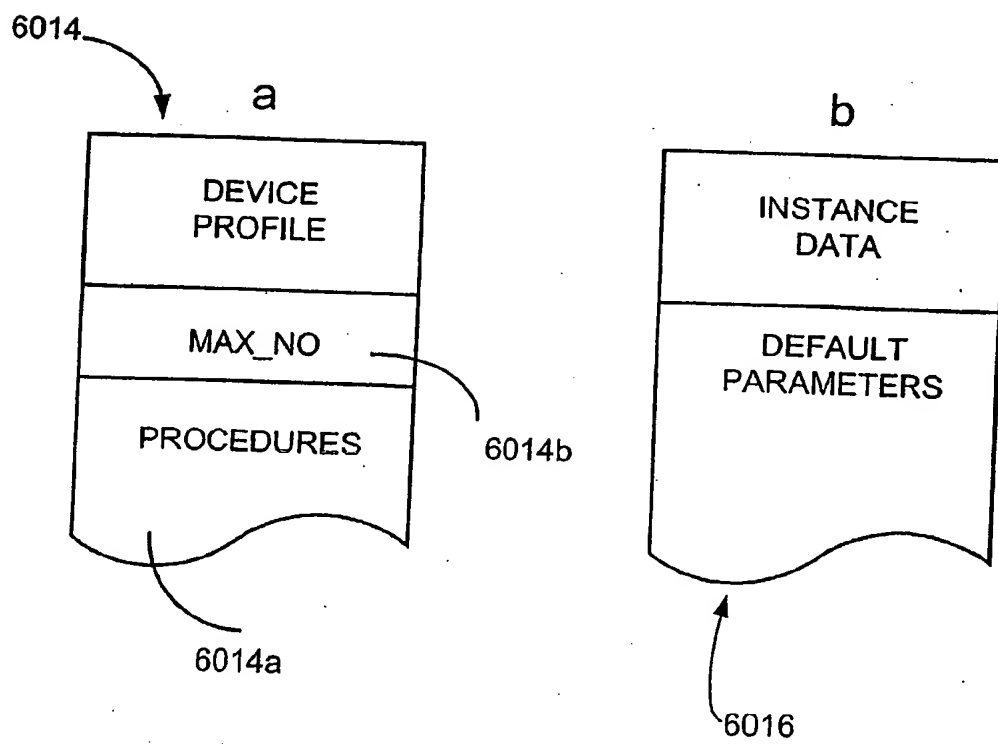 6014
a
DEVICE
PROFILE
MAX_NO
PROCEDURES
6014b
6014a
b
INSTANCE
DATA
DEFAULT
PARAMETERS
6016